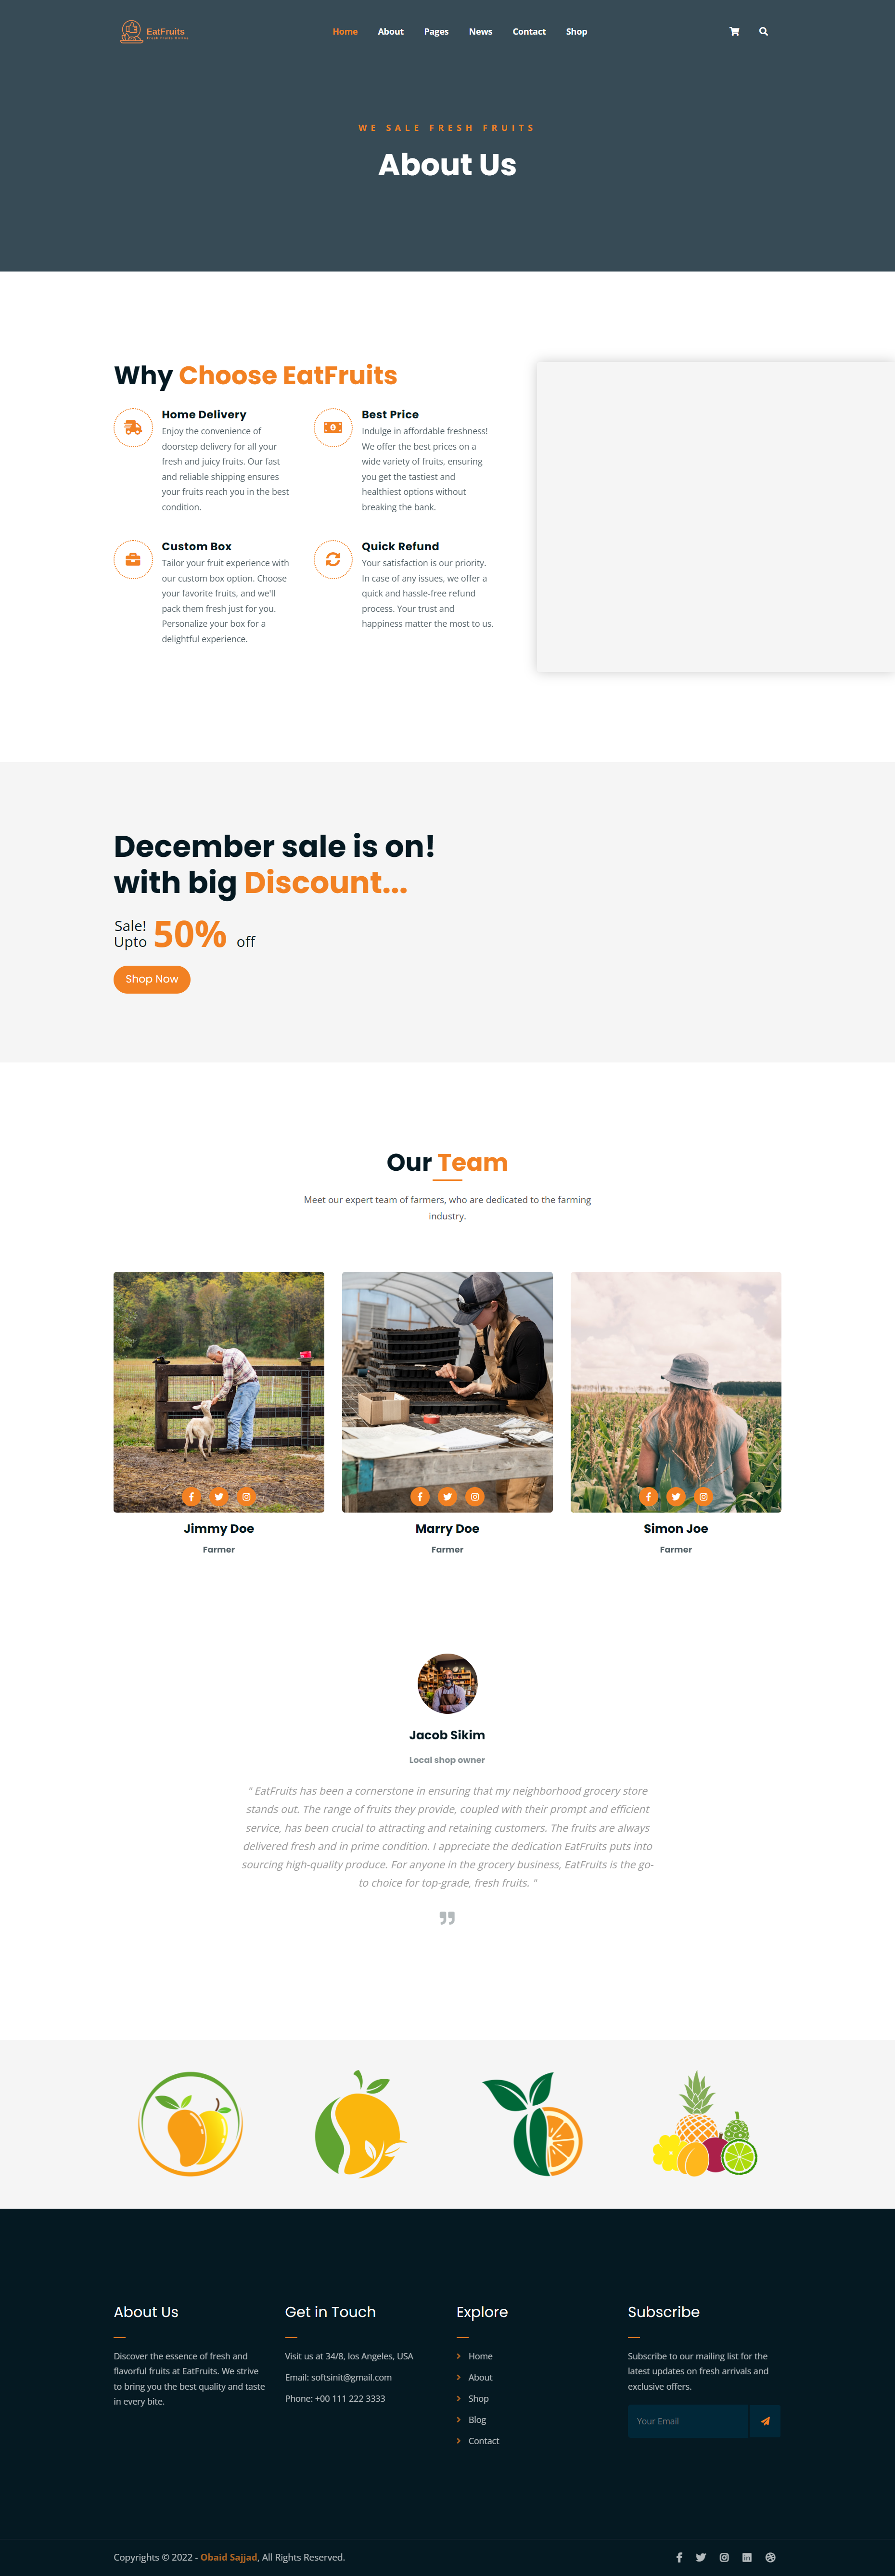 EatFruits
Fresh Fruits Online
Home About Pages News Contact Shop
WE SALE FRESH FRUITS
About Us
Why Choose EatFruits
Home Delivery
Enjoy the convenience of
doorstep delivery for all your
fresh and juicy fruits. Our fast
and reliable shipping ensures
your fruits reach you in the best
condition.
Best Price
Indulge in affordable freshness!
We offer the best prices on a
wide variety of fruits, ensuring
you get the tastiest and
healthiest options without
breaking the bank.
Custom Box
Tailor your fruit experience with
our custom box option. Choose
your favorite fruits, and we'll
pack them fresh just for you.
Personalize your box for a
delightful experience.
Quick Refund
Your satisfaction is our priority.
In case of any issues, we offer a
quick and hassle-free refund
process. Your trust and
happiness matter the most to us.
December sale is on!
with big Discount...
Sale!
Upto 50% off
Shop Now
Our Team
Meet our expert team of farmers, who are dedicated to the farming
industry.
Jimmy Doe
Farmer
Marry Doe
Farmer
Simon Joe
Farmer
Jacob Sikim
Local shop owner
" EatFruits has been a cornerstone in ensuring that my neighborhood grocery store
stands out. The range of fruits they provide, coupled with their prompt and efficient
service, has been crucial to attracting and retaining customers. The fruits are always
delivered fresh and in prime condition. I appreciate the dedication EatFruits puts into
sourcing high-quality produce. For anyone in the grocery business, EatFruits is the go-
to choice for top-grade, fresh fruits. "
About Us
Discover the essence of fresh and
flavorful fruits at EatFruits. We strive
to bring you the best quality and taste
in every bite.
Get in Touch
Visit us at 34/8, los Angeles, USA
Email: softsinit@gmail.com
Phone: +00 111 222 3333
Explore
Home
About
Shop
Blog
Contact
Subscribe
Subscribe to our mailing list for the
latest updates on fresh arrivals and
exclusive offers.
Your Email
Copyrights © 2022 - Obaid Sajjad, All Rights Reserved.